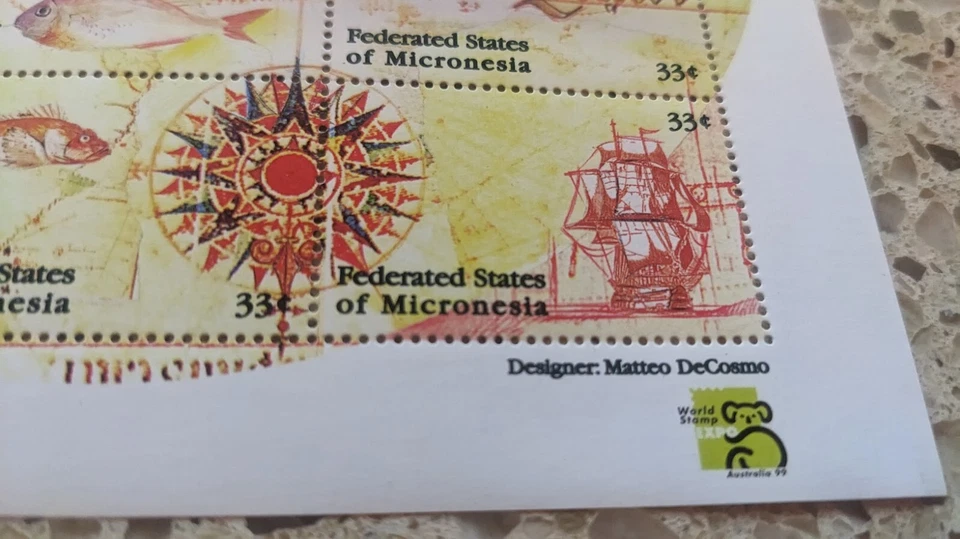 Federated States
of Micronesia
33¢
33¢
States
nesia
33¢
Federated States
of Micronesia
Designer: Matteo DeCosmo
World
Stamp
EXPO
Australia 99